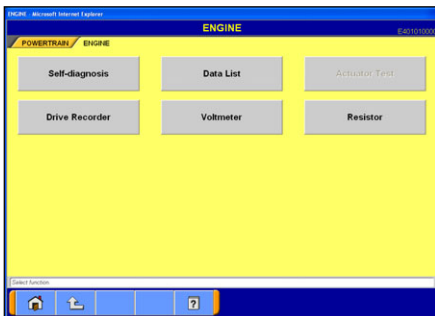 ENGINE - Microsoft Internet Explorer
ENGINE
E401010000
POWERTRAIN ENGINE
Self-diagnosis Data List Actuator Test
Drive Recorder Voltmeter Resistor
Select function.
?